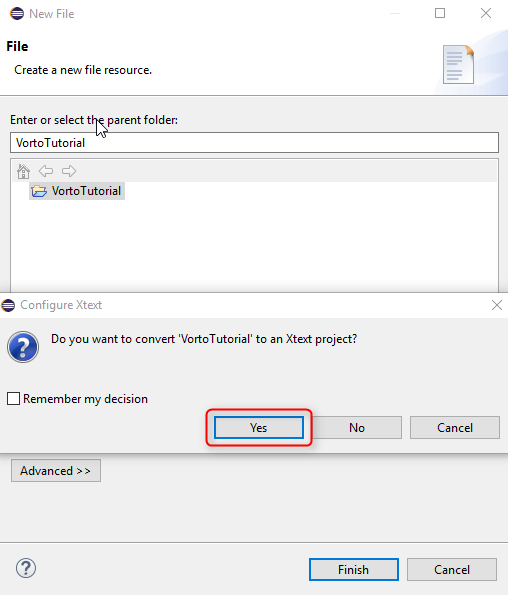 New File
File
Create a new file resource.
Enter or select the parent folder:
VortoTutorial
VortoTutorial
Configure Xtext
Do you want to convert 'VortoTutorial' to an Xtext project?
Remember my decision
Yes No Cancel
Advanced >>
Finish Cancel